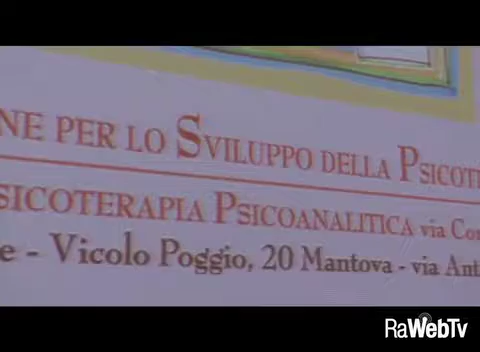 NE PER LO SVILUPPO DELLA PSICOT
SICOTERAPIA PSICOANALITICA via Co
e - Vicolo Poggio, 20 Mantova - via Ant
RaWebTv